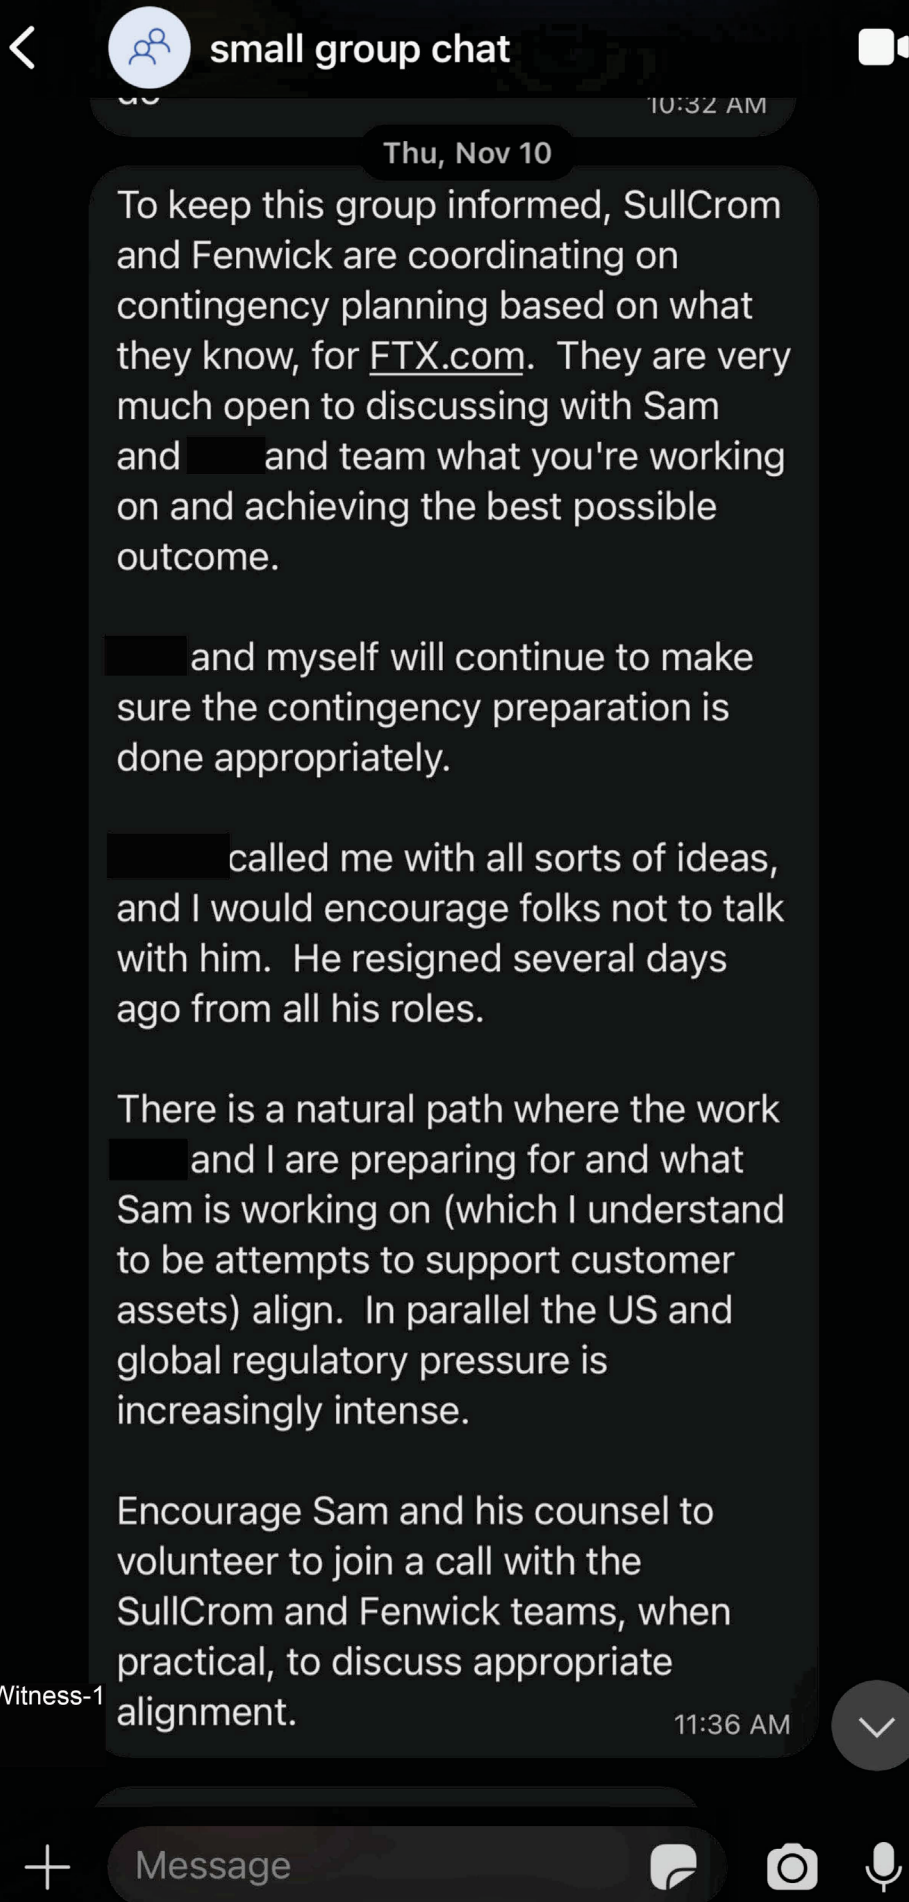 small group chat
10:32 AM
Thu, Nov 10
To keep this group informed, SullCrom
and Fenwick are coordinating on
contingency planning based on what
they know, for FTX.com. They are very
much open to discussing with Sam
and and team what you're working
on and achieving the best possible
outcome.
and myself will continue to make
sure the contingency preparation is
done appropriately.
called me with all sorts of ideas,
and I would encourage folks not to talk
with him. He resigned several days
ago from all his roles.
There is a natural path where the work
and I are preparing for and what
Sam is working on (which I understand
to be attempts to support customer
assets) align. In parallel the US and
global regulatory pressure is
increasingly intense.
Encourage Sam and his counsel to
volunteer to join a call with the
SullCrom and Fenwick teams, when
practical, to discuss appropriate
Witness-1
alignment.
11:36 AM
Message